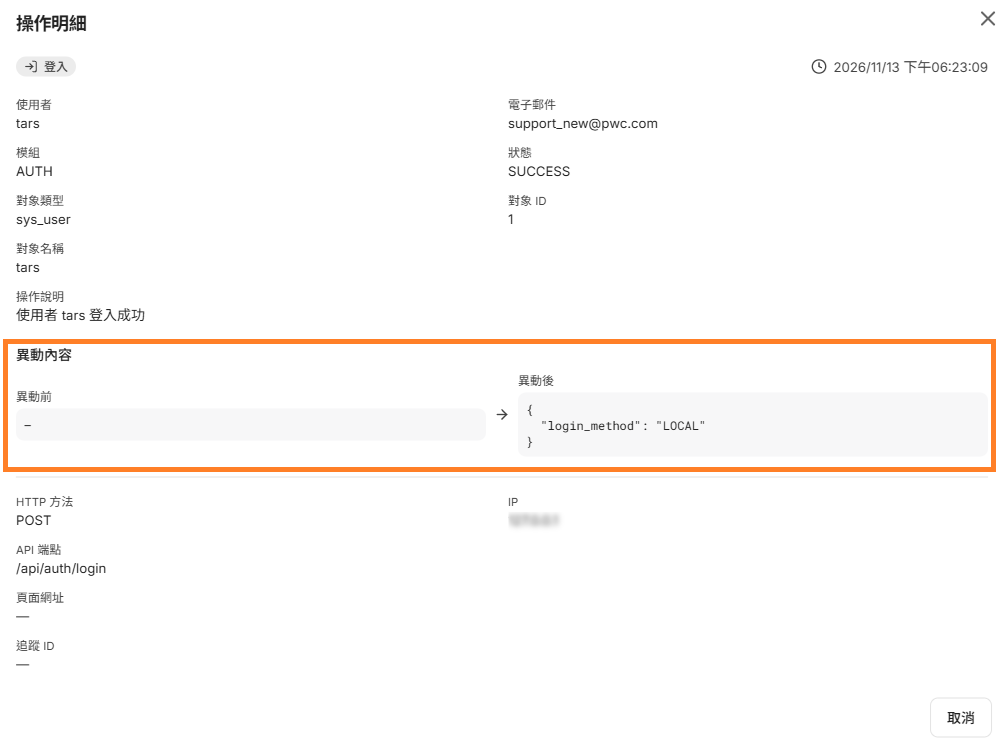 操作明細
登入
2026/11/13 下午06:23:09
使用者
tars
電子郵件
support_new@pwc.com
模組
AUTH
狀態
SUCCESS
對象類型
sys_user
對象 ID
1
對象名稱
tars
操作說明
使用者 tars 登入成功
異動內容
異動前
–
異動後
{
"login_method": "LOCAL"
}
HTTP 方法
POST
IP
API 端點
/api/auth/login
頁面網址
—
追蹤 ID
—
取消